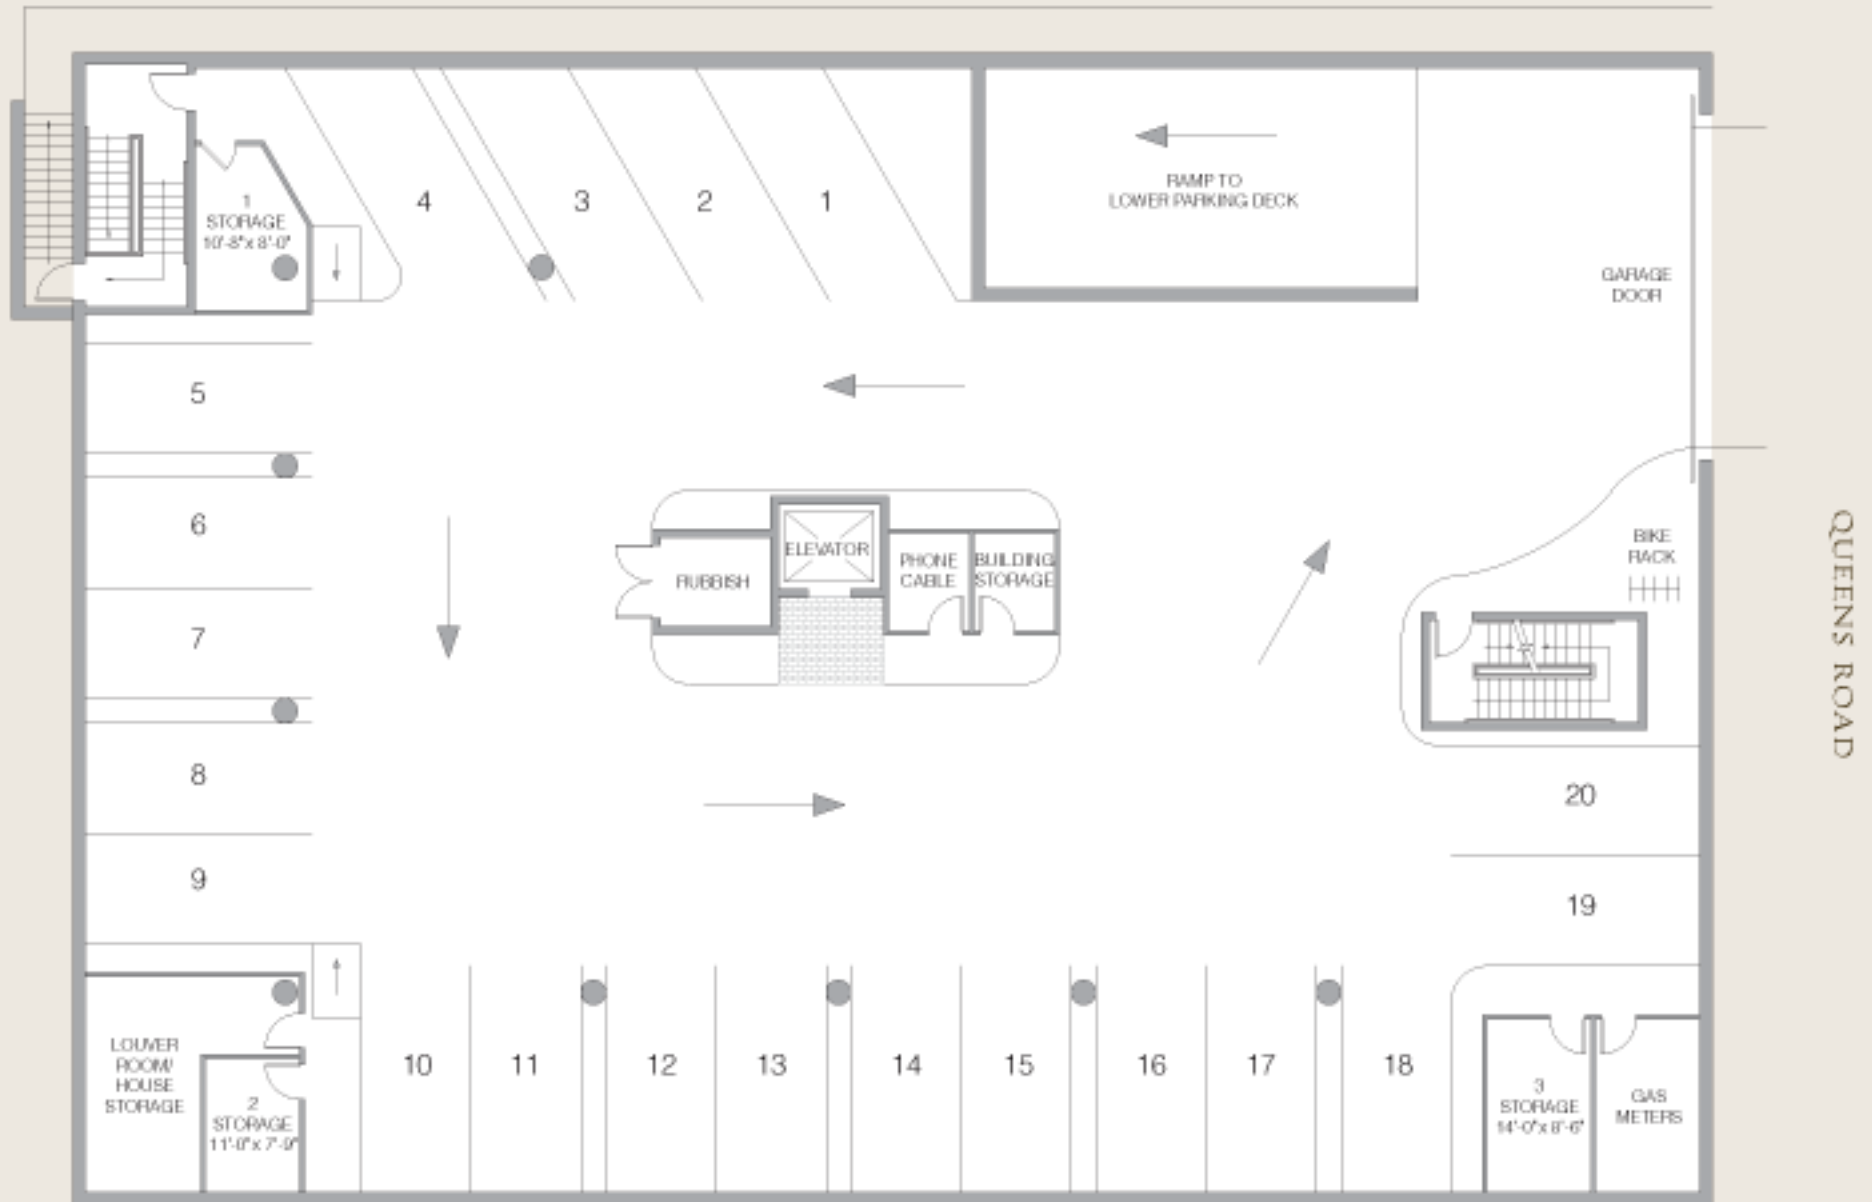 4
3
2
1
RAMP TO
LOWER PARKING DECK
1
STORAGE
10'-8" x 8'-0"
GARAGE
DOOR
5
6
7
8
9
ELEVATOR
RUBBISH
PHONE
CABLE
BUILDING
STORAGE
BIKE
RACK
QUEENS ROAD
20
19
LOUVER
ROOM/
HOUSE
STORAGE
2
STORAGE
11'-0" x 7'-9"
10
11
12
13
14
15
16
17
18
3
STORAGE
14'-0" x 8'-6"
GAS
METERS